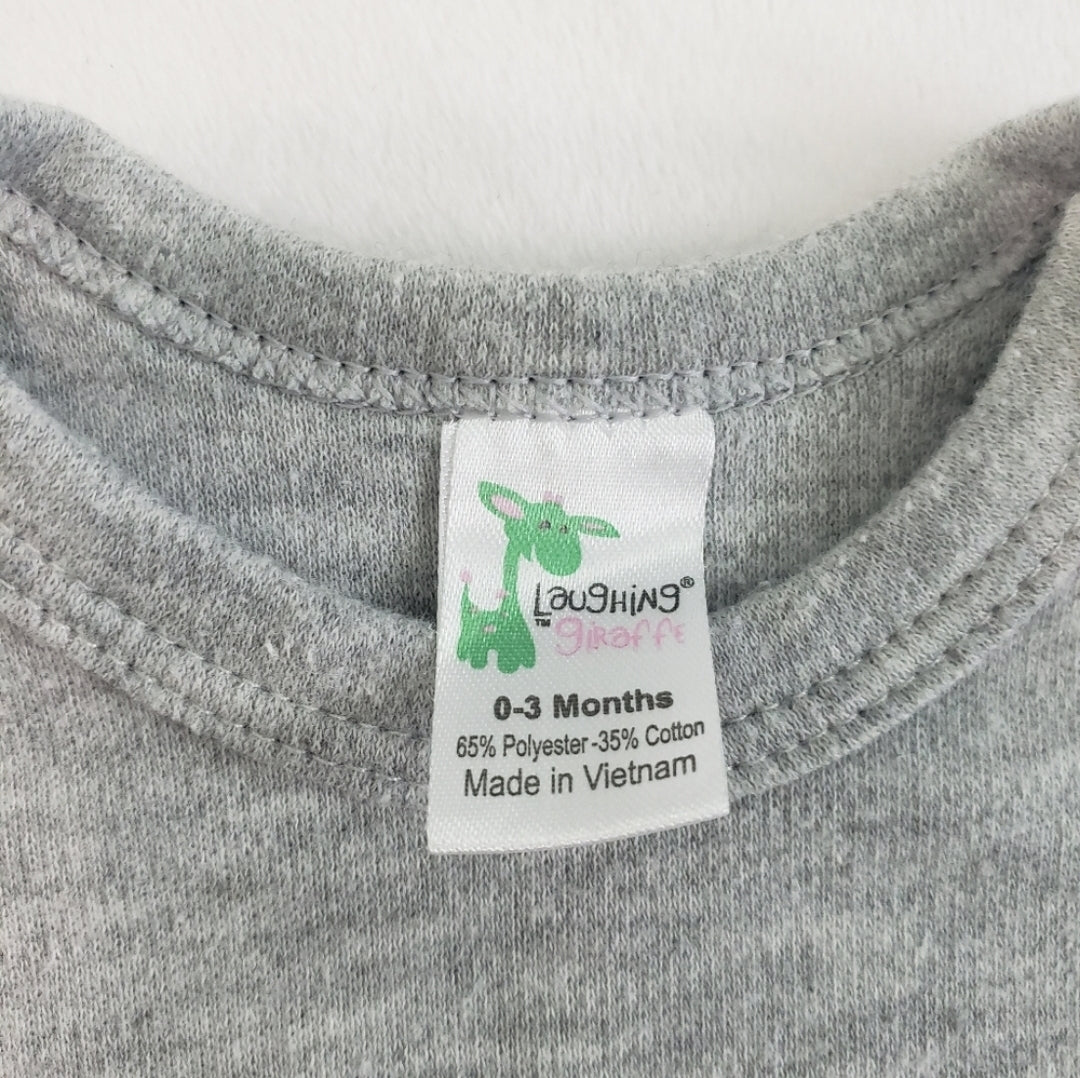 Laughing®
™ giraffe
0-3 Months
65% Polyester-35% Cotton
Made in Vietnam